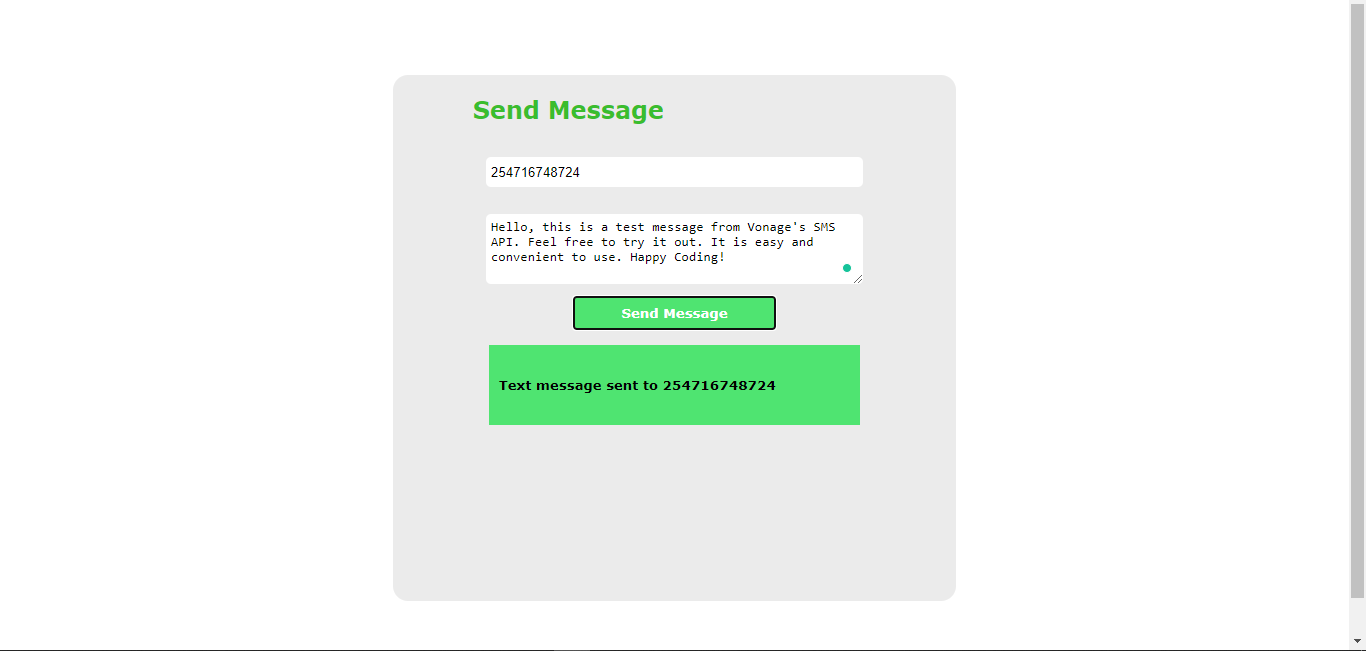 Send Message
254716748724
Hello, this is a test message from Vonage's SMS
API. Feel free to try it out. It is easy and
convenient to use. Happy Coding!
Send Message
Text message sent to 254716748724